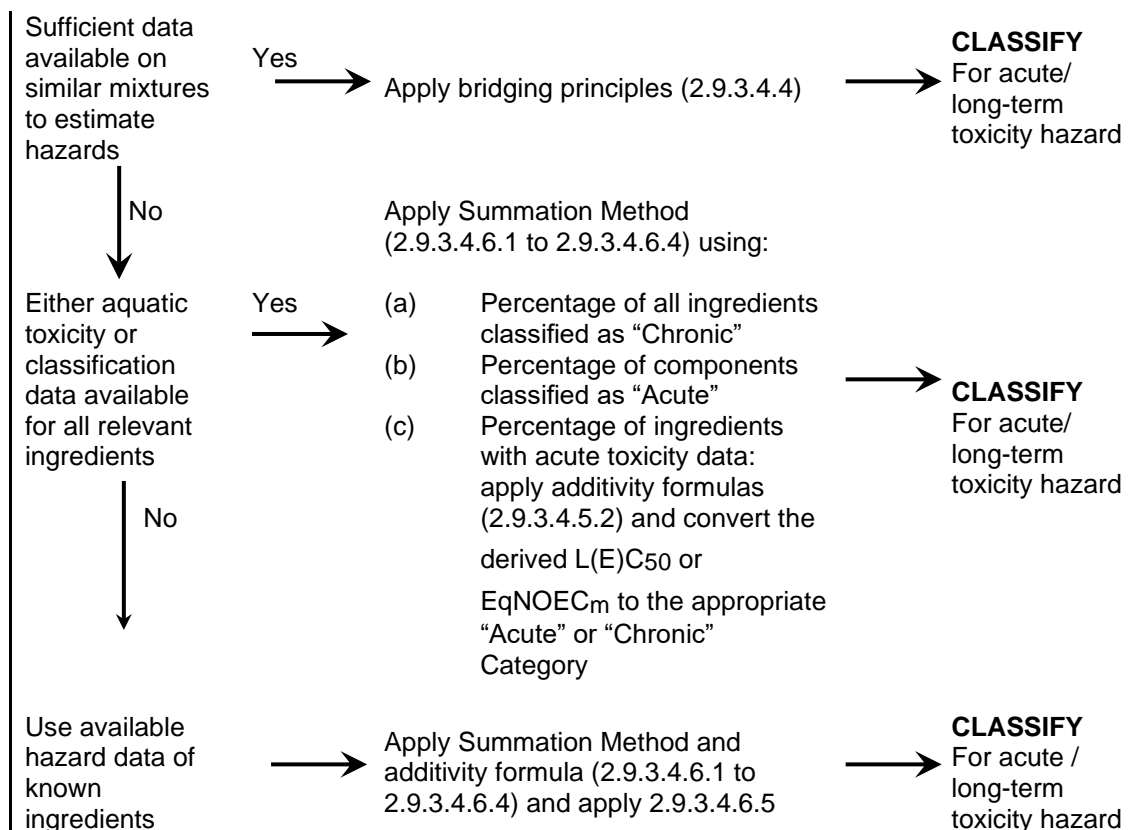 Sufficient data
available on
similar mixtures
to estimate
hazards
Yes
Apply bridging principles (2.9.3.4.4)
CLASSIFY
For acute/
long-term
toxicity hazard
No
Apply Summation Method
(2.9.3.4.6.1 to 2.9.3.4.6.4) using:
Either aquatic
toxicity or
classification
data available
for all relevant
ingredients
Yes
(a) Percentage of all ingredients
classified as “Chronic”
(b) Percentage of components
classified as “Acute”
(c) Percentage of ingredients
with acute toxicity data:
apply additivity formulas
(2.9.3.4.5.2) and convert the
derived L(E)C50 or
EqNOECm to the appropriate
“Acute” or “Chronic”
Category
CLASSIFY
For acute/
long-term
toxicity hazard
No
Use available
hazard data of
known
ingredients
Apply Summation Method and
additivity formula (2.9.3.4.6.1 to
2.9.3.4.6.4) and apply 2.9.3.4.6.5
CLASSIFY
For acute /
long-term
toxicity hazard